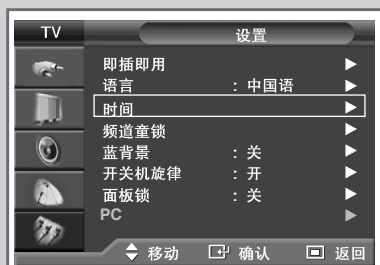 TV 设置
即插即用
语言 : 中国语
时间
频道童锁
蓝背景 : 关
开关机旋律 : 开
面板锁 : 关
PC
移动 确认 返回